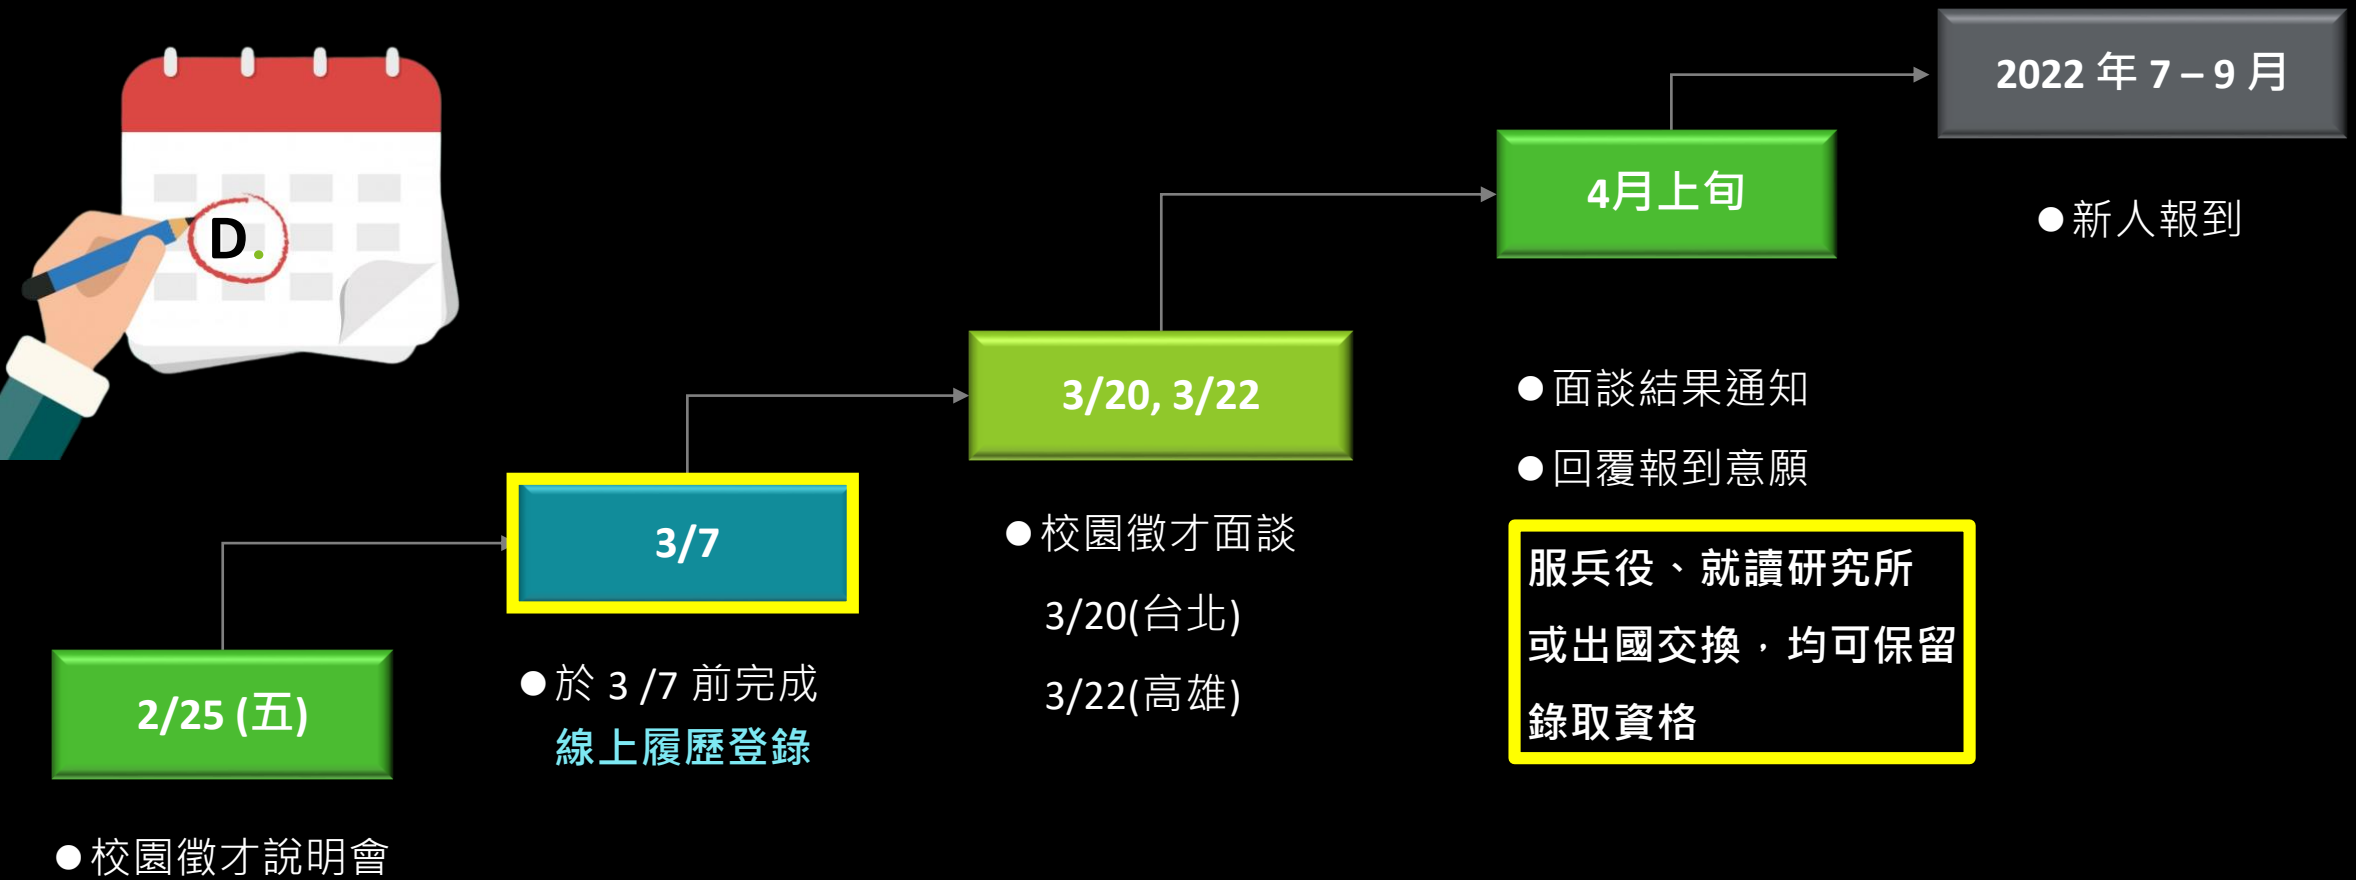 D.
2/25 (五)
●校園徵才說明會
3/7
●於 3 /7 前完成
線上履歷登錄
3/20, 3/22
●校園徵才面談
3/20(台北)
3/22(高雄)
4月上旬
●面談結果通知
●回覆報到意願
服兵役、就讀研究所
或出國交換，均可保留
錄取資格
2022 年 7 – 9 月
●新人報到